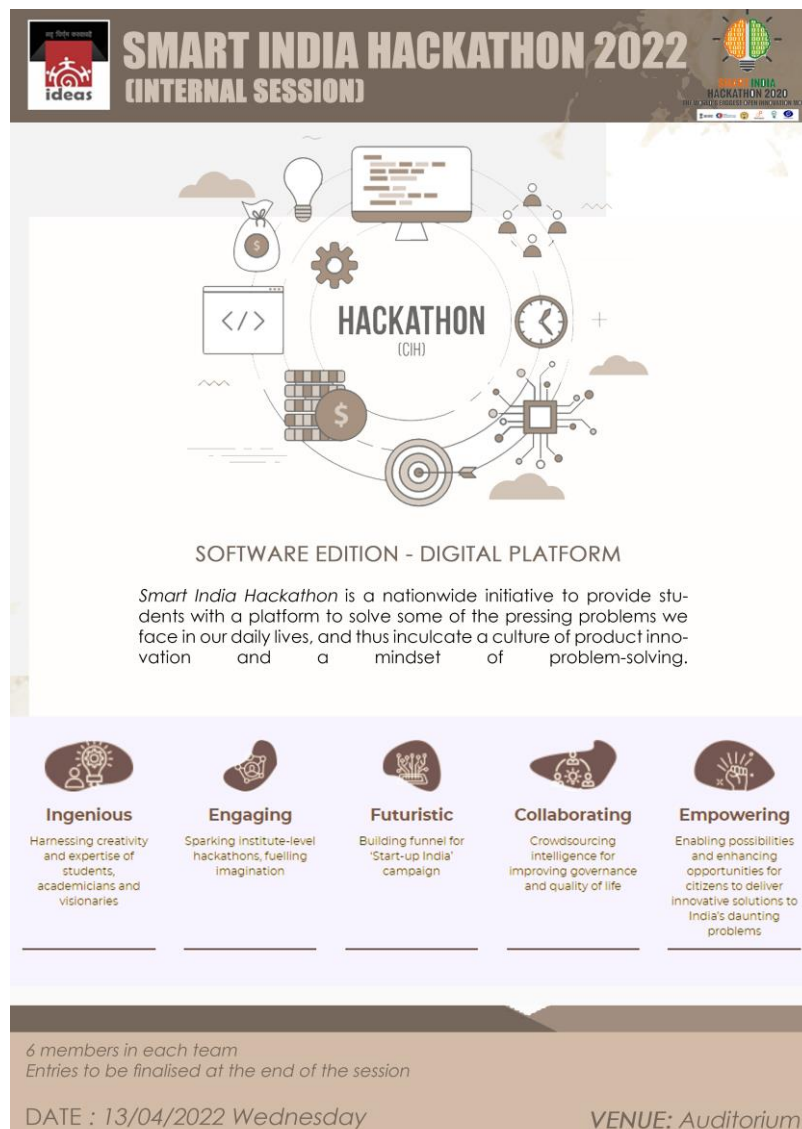 यत्र विधैय कल्पवल्ली
ideas
SMART INDIA HACKATHON 2022
(INTERNAL SESSION)
SMART INDIA
HACKATHON 2020
HACKATHON
(CIH)
</>
$
$
SOFTWARE EDITION - DIGITAL PLATFORM
Smart India Hackathon is a nationwide initiative to provide stu-
dents with a platform to solve some of the pressing problems we
face in our daily lives, and thus inculcate a culture of product inno-
vation and a mindset of problem-solving.
Ingenious
Harnessing creativity
and expertise of
students,
academicians and
visionaries
Engaging
Sparking institute-level
hackathons, fuelling
imagination
Futuristic
Building funnel for
'Start-up India'
campaign
Collaborating
Crowdsourcing
intelligence for
improving governance
and quality of life
Empowering
Enabling possibilities
and enhancing
opportunities for
citizens to deliver
innovative solutions to
India's daunting
problems
6 members in each team
Entries to be finalised at the end of the session
DATE : 13/04/2022 Wednesday
VENUE: Auditorium